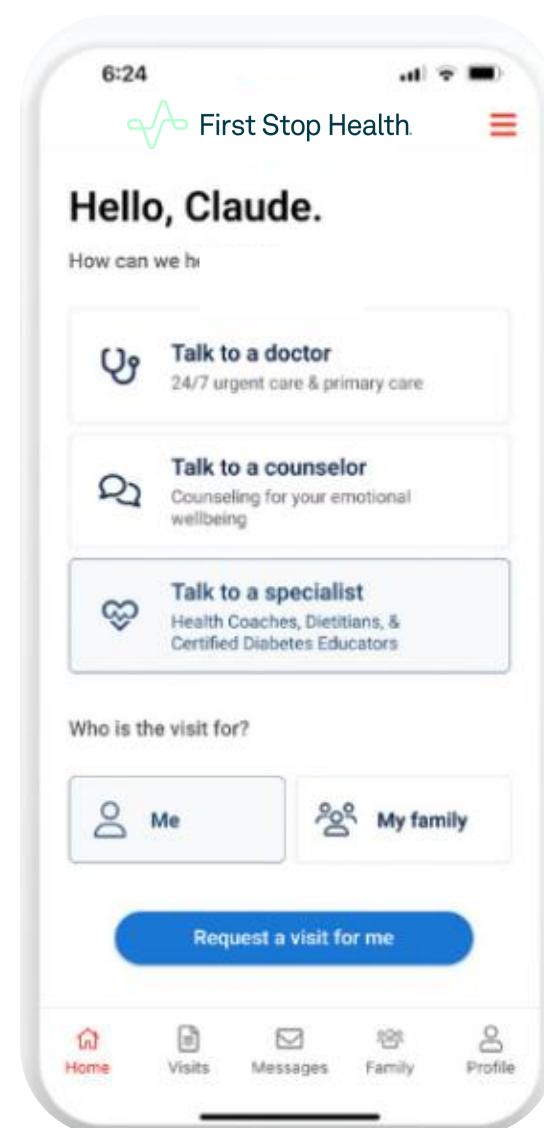 6:24
First Stop Health.
Hello, Claude.
How can we
Talk to a doctor
24/7 urgent care & primary care
Talk to a counselor
Counseling for your emotional
wellbeing
Talk to a specialist
Health Coaches, Dietitians, &
Certified Diabetes Educators
Who is the visit for?
Me
My family
Request a visit for me
Home
Visits
Messages
Family
Profile